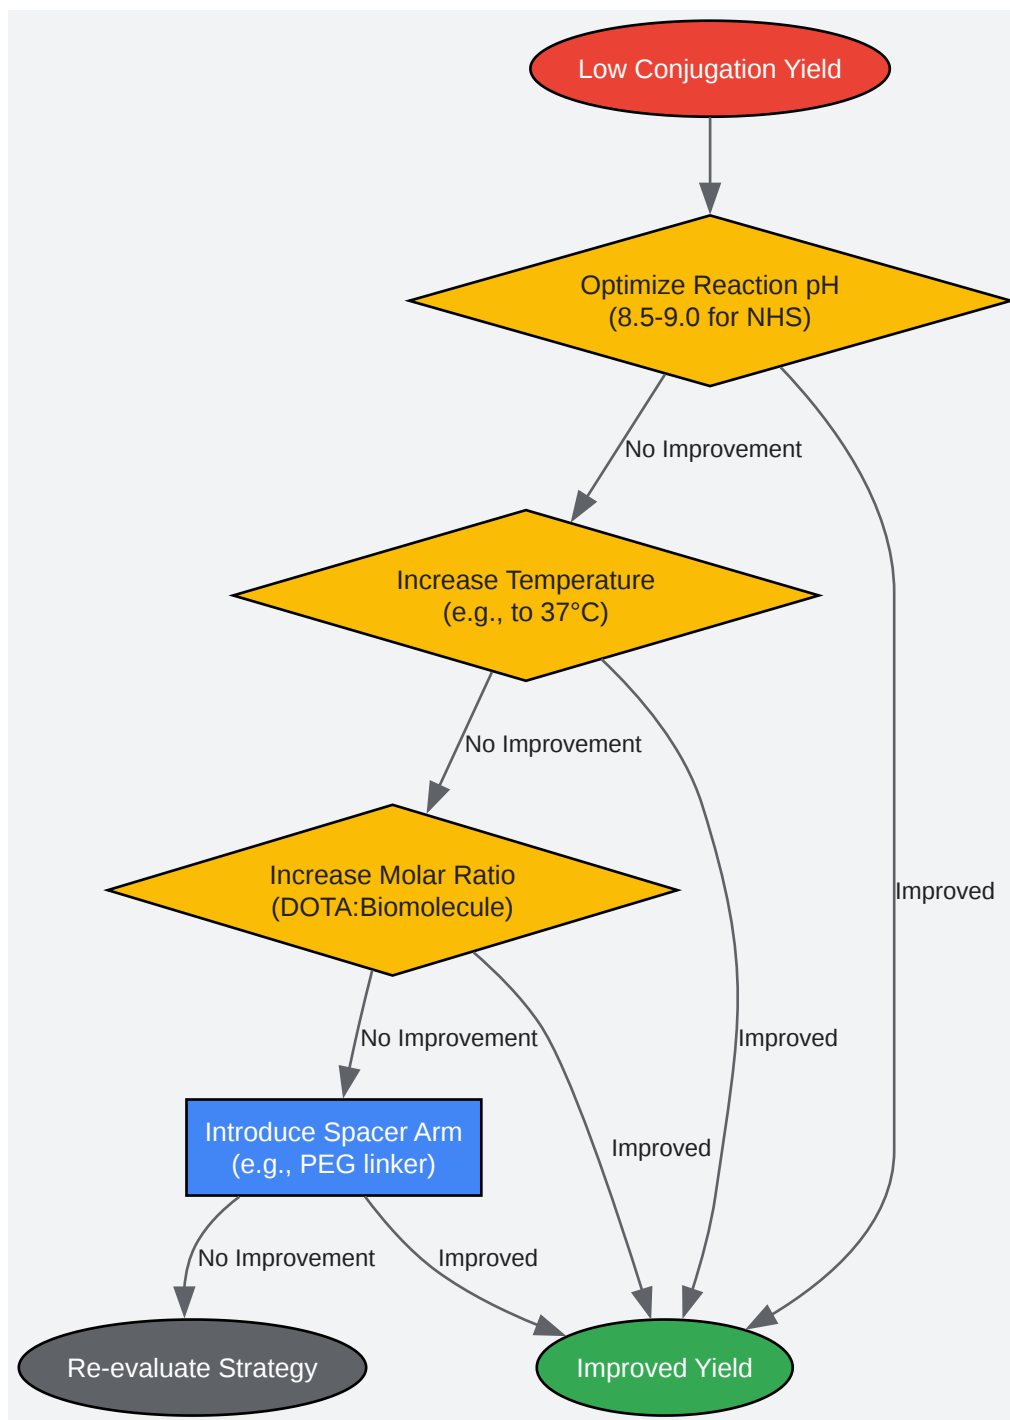 Low Conjugation Yield
Optimize Reaction pH
(8.5-9.0 for NHS)
No Improvement
Increase Temperature
(e.g., to 37°C)
No Improvement
Increase Molar Ratio
(DOTA:Biomolecule)
Improved
No Improvement
Improved
Introduce Spacer Arm
(e.g., PEG linker)
Improved
No Improvement
Improved
Re-evaluate Strategy
Improved Yield